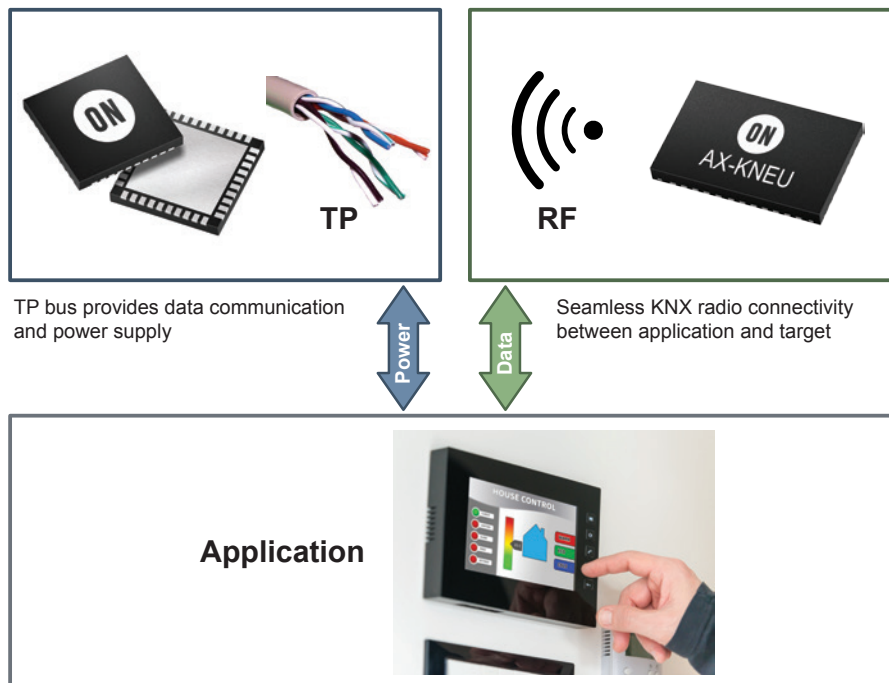 ON
TP
RF
ON
AX-KNEU
TP bus provides data communication
and power supply
Power
Data
Seamless KNX radio connectivity
between application and target
Application
HOUSE CONTROL